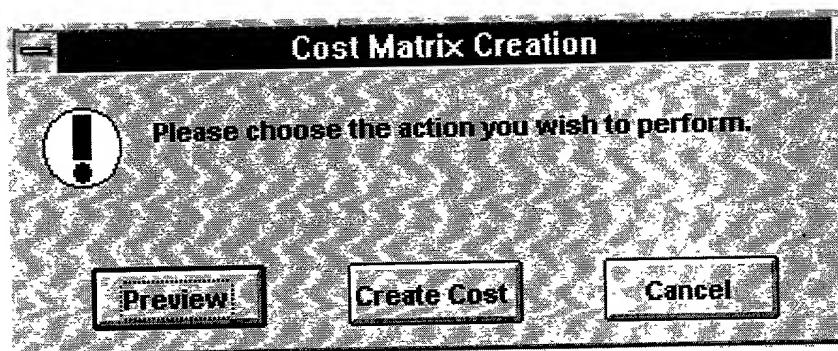 Cost Matrix Creation
Please choose the action you wish to perform.
Preview
Create Cost
Cancel